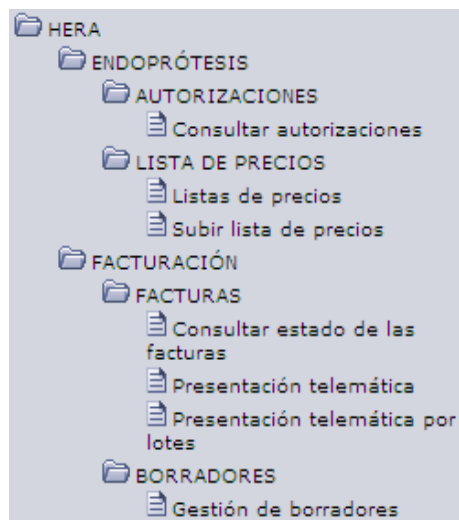 HERA
ENDOPRÓTESIS
AUTORIZACIONES
Consultar autorizaciones
LISTA DE PRECIOS
Listas de precios
Subir lista de precios
FACTURACIÓN
FACTURAS
Consultar estado de las
facturas
Presentación telemática
Presentación telemática por
lotes
BORRADORES
Gestión de borradores